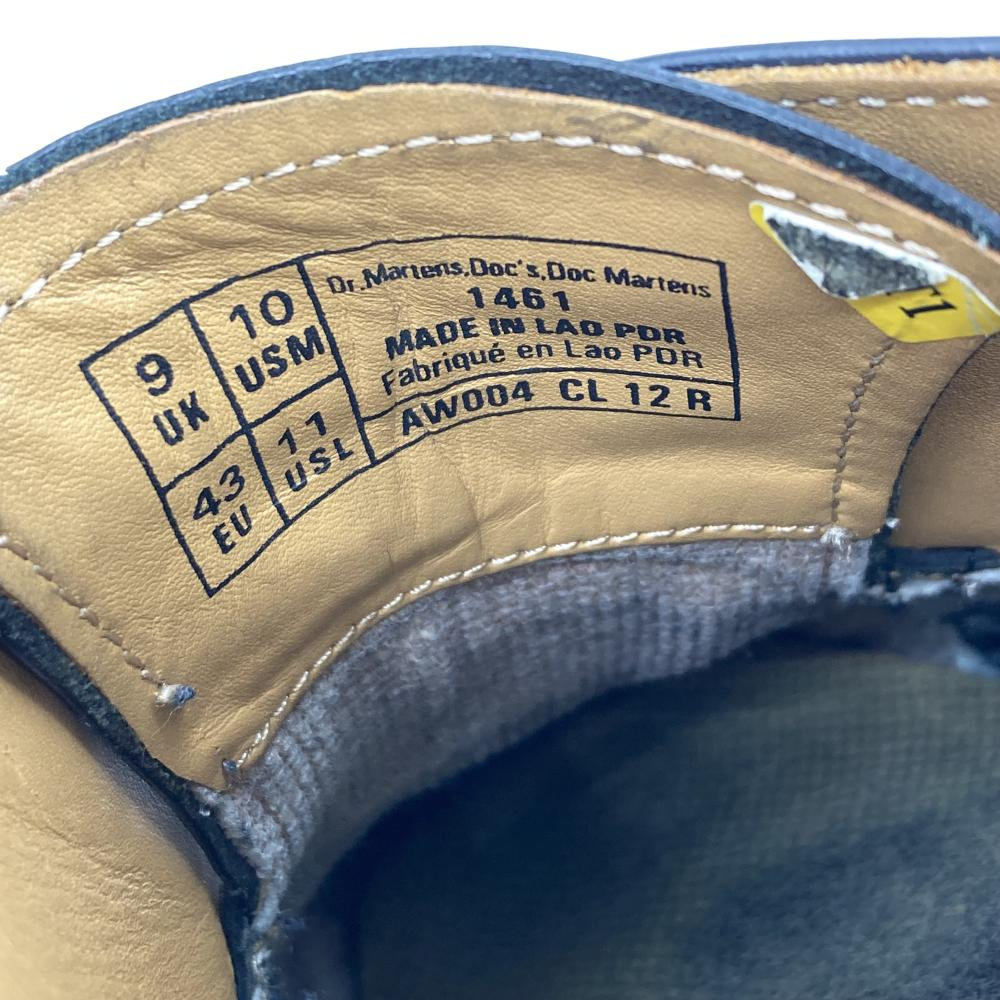 9
UK
10
USM
43
EU
11
USL
Dr.Martens,Doc's,Doc Martens
1461
MADE IN LAO PDR
Fabriqué en Lao PDR
AW004 CL 12 R